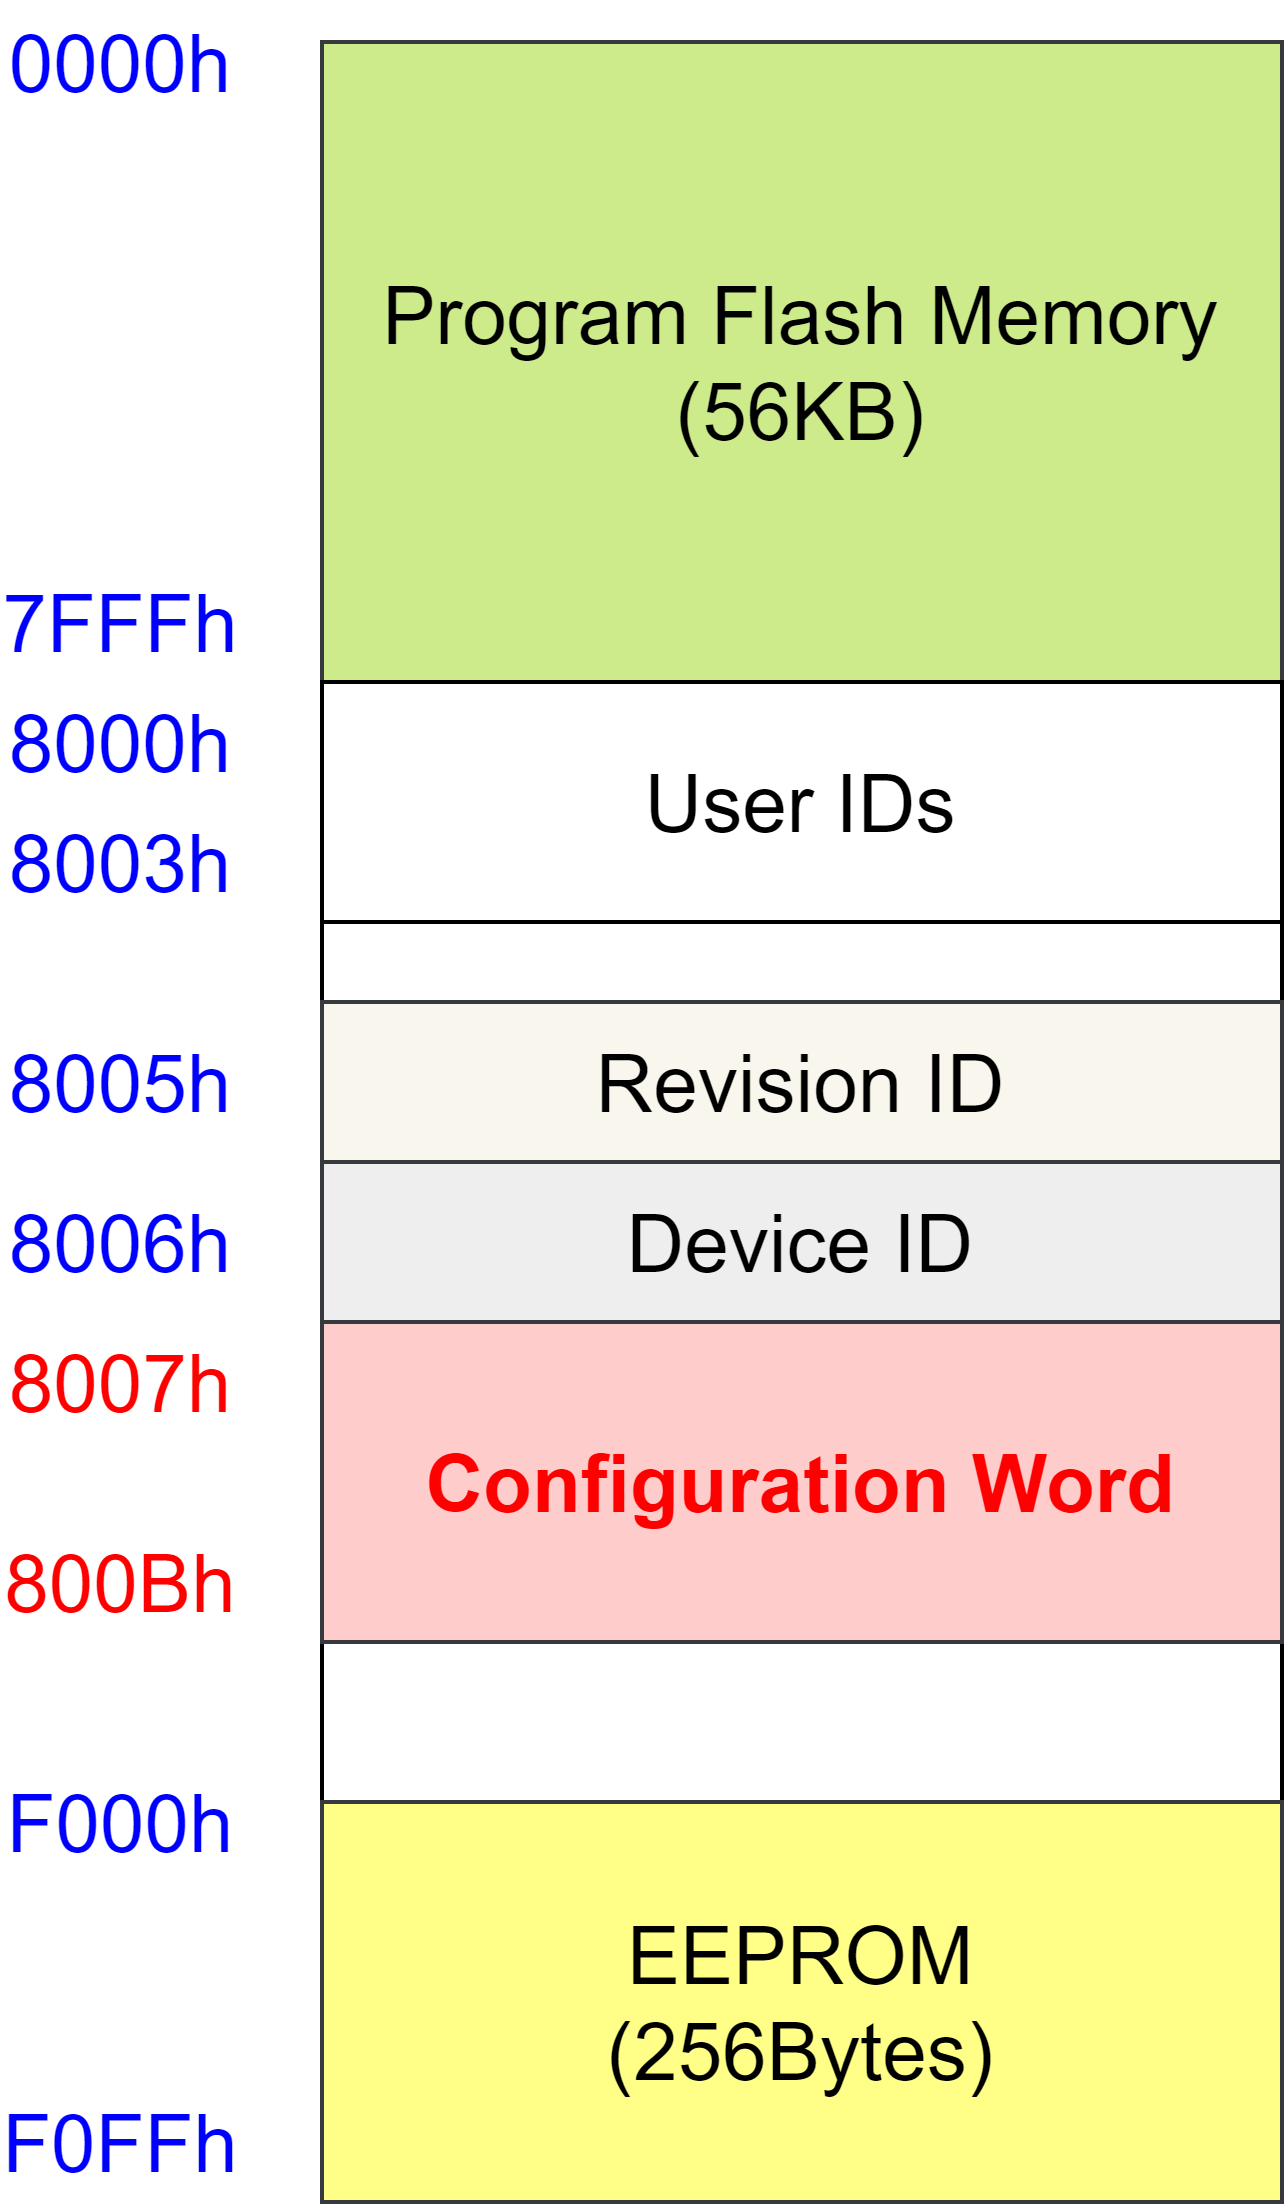 0000h
Program Flash Memory
(56KB)
7FFFh
8000h
User IDs
8003h
8005h
Revision ID
8006h
Device ID
8007h
Configuration Word
800Bh
F000h
EEPROM
(256Bytes)
F0FFh